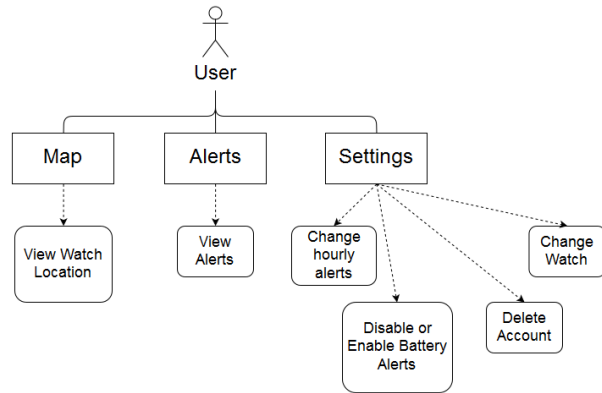 User
Map
Alerts
Settings
View Watch
Location
View
Alerts
Change
hourly
alerts
Change
Watch
Disable or
Enable Battery
Alerts
Delete
Account